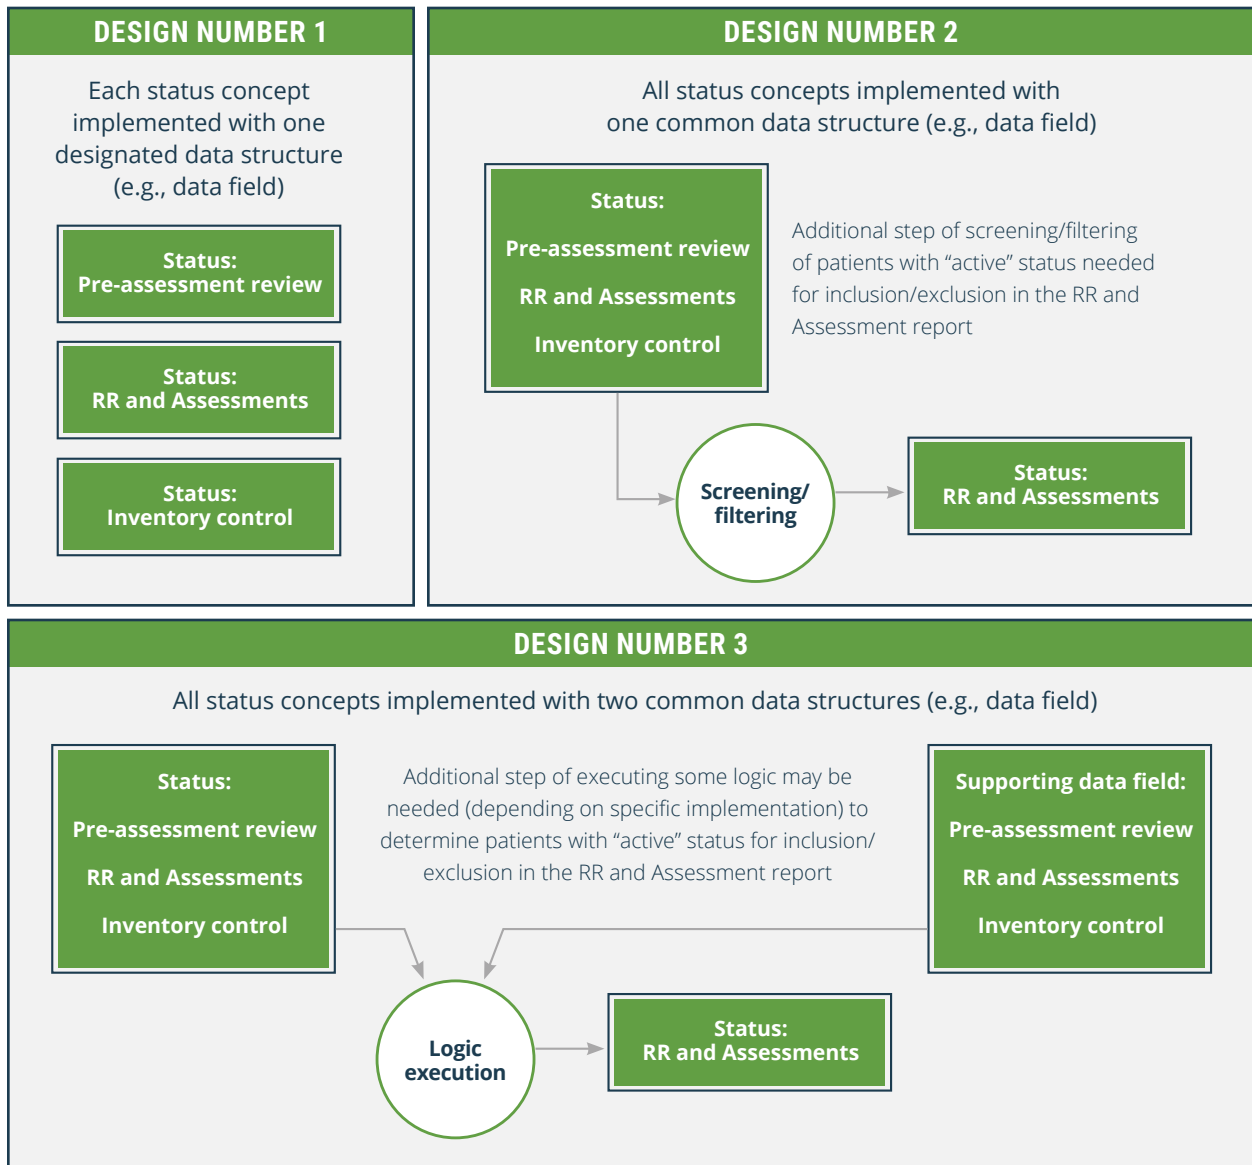 DESIGN NUMBER 1
Each status concept
implemented with one
designated data structure
(e.g., data field)
Status:
Pre-assessment review
Status:
RR and Assessments
Status:
Inventory control
DESIGN NUMBER 2
All status concepts implemented with
one common data structure (e.g., data field)
Status:
Pre-assessment review
RR and Assessments
Inventory control
Additional step of screening/filtering
of patients with “active” status needed
for inclusion/exclusion in the RR and
Assessment report
Screening/
filtering
Status:
RR and Assessments
DESIGN NUMBER 3
All status concepts implemented with two common data structures (e.g., data field)
Status:
Pre-assessment review
RR and Assessments
Inventory control
Additional step of executing some logic may be
needed (depending on specific implementation) to
determine patients with “active” status for inclusion/
exclusion in the RR and Assessment report
Supporting data field:
Pre-assessment review
RR and Assessments
Inventory control
Logic
execution
Status:
RR and Assessments